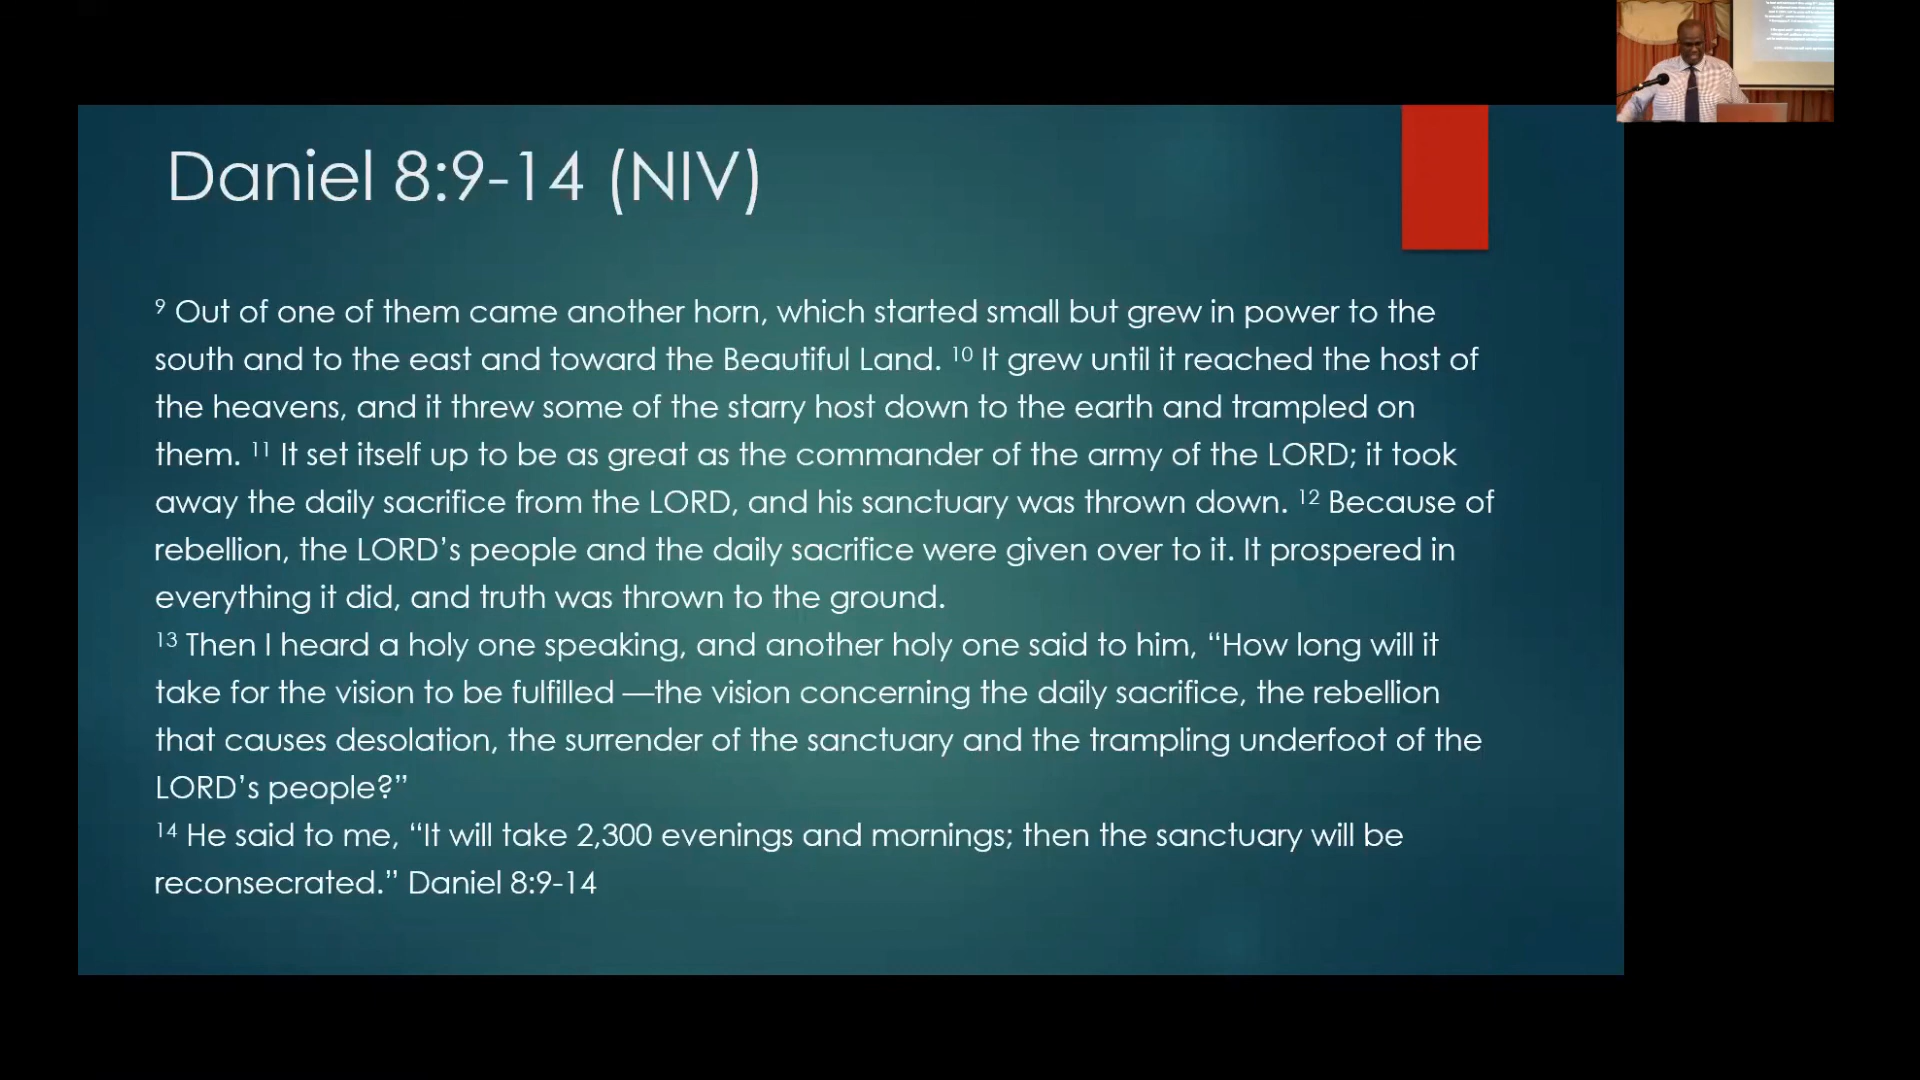 Daniel 8:9-14 (NIV)
⁹ Out of one of them came another horn, which started small but grew in power to the
south and to the east and toward the Beautiful Land. ¹⁰ It grew until it reached the host of
the heavens, and it threw some of the starry host down to the earth and trampled on
them. ¹¹ It set itself up to be as great as the commander of the army of the LORD; it took
away the daily sacrifice from the LORD, and his sanctuary was thrown down. ¹² Because of
rebellion, the LORD’s people and the daily sacrifice were given over to it. It prospered in
everything it did, and truth was thrown to the ground.
¹³ Then I heard a holy one speaking, and another holy one said to him, “How long will it
take for the vision to be fulfilled —the vision concerning the daily sacrifice, the rebellion
that causes desolation, the surrender of the sanctuary and the trampling underfoot of the
LORD’s people?”
¹⁴ He said to me, “It will take 2,300 evenings and mornings; then the sanctuary will be
reconsecrated.” Daniel 8:9-14